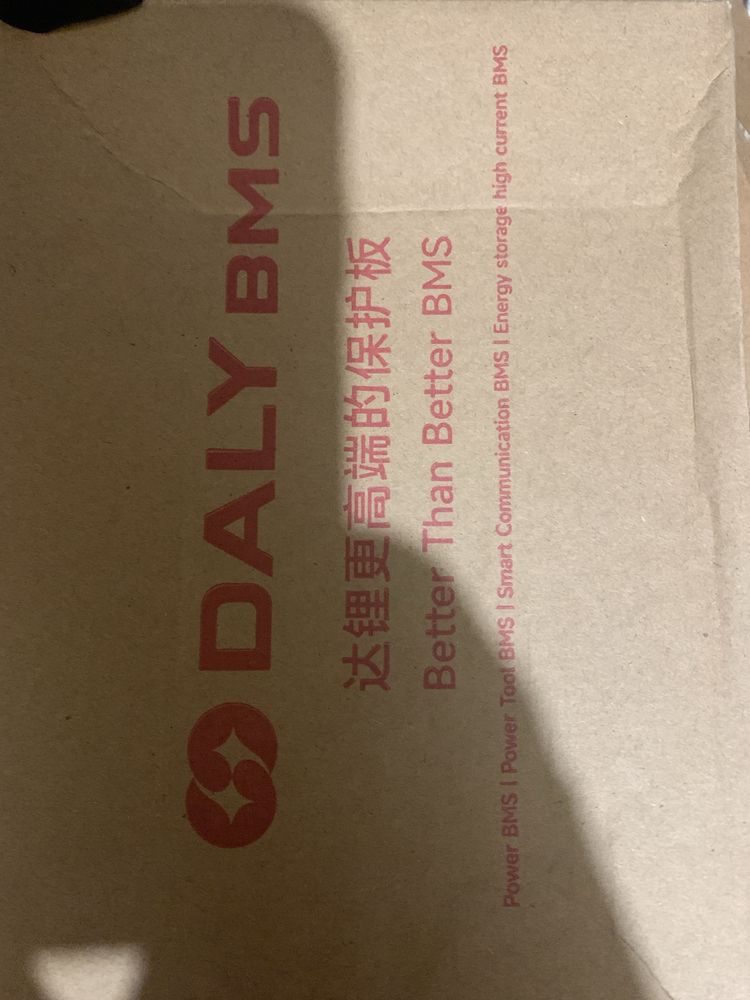 DALY BMS
达锂更高端的保护板
Better Than Better BMS
Power BMS | Power Tool BMS | Smart Communication BMS | Energy storage high current BMS